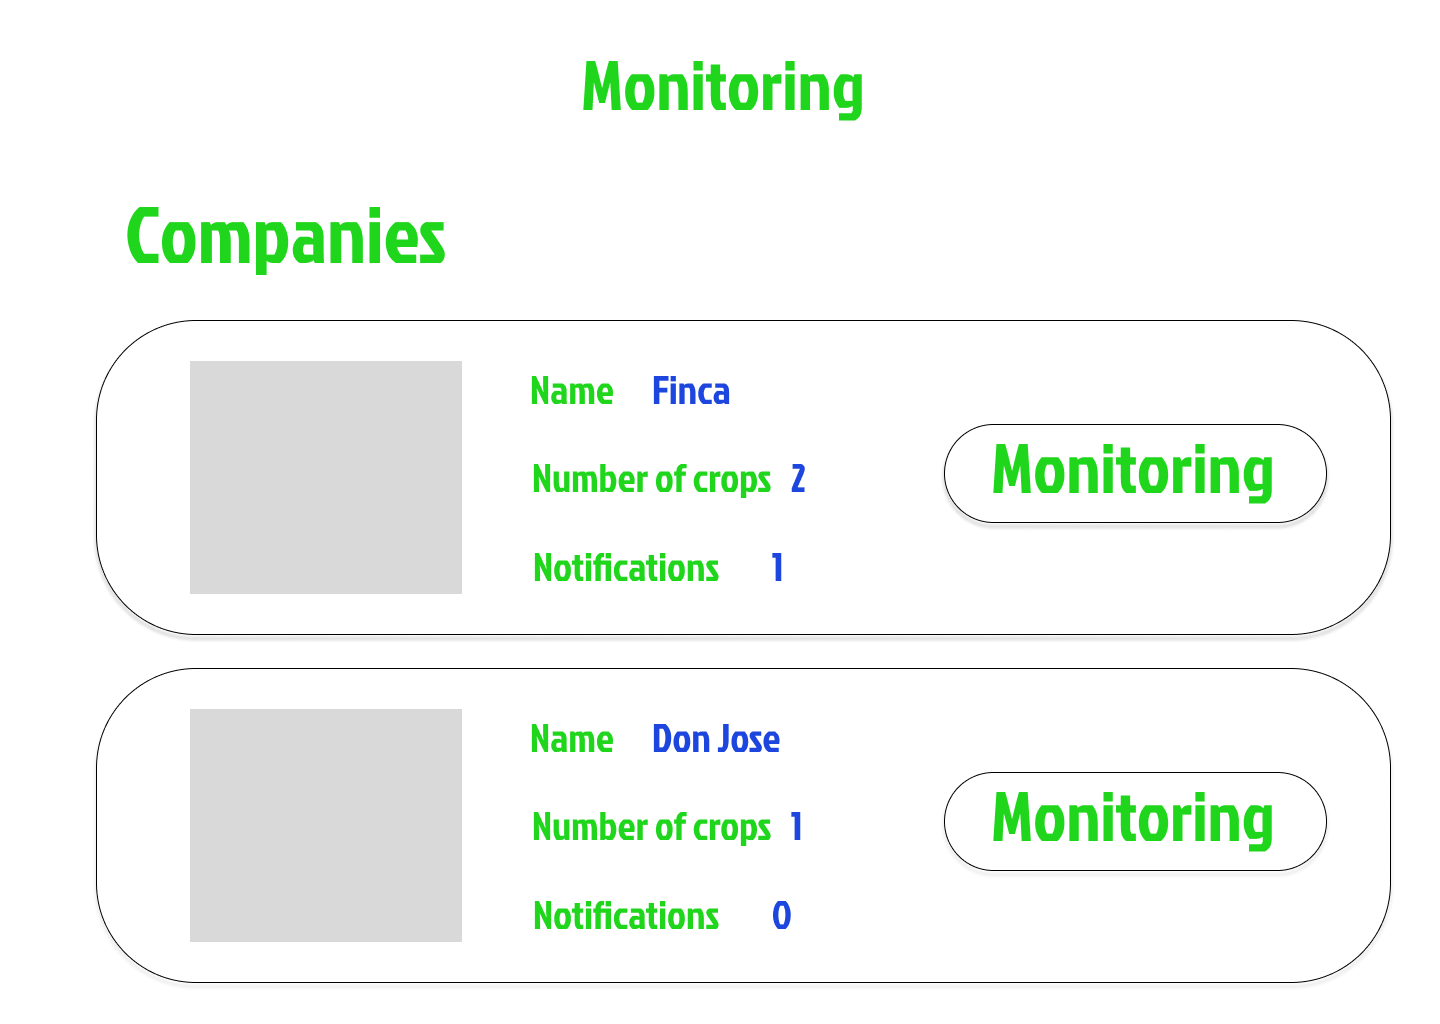 Monitoring
Companies
Name Finca
Number of crops 2
Notifications 1
Monitoring
Name Don Jose
Number of crops 1
Notifications 0
Monitoring